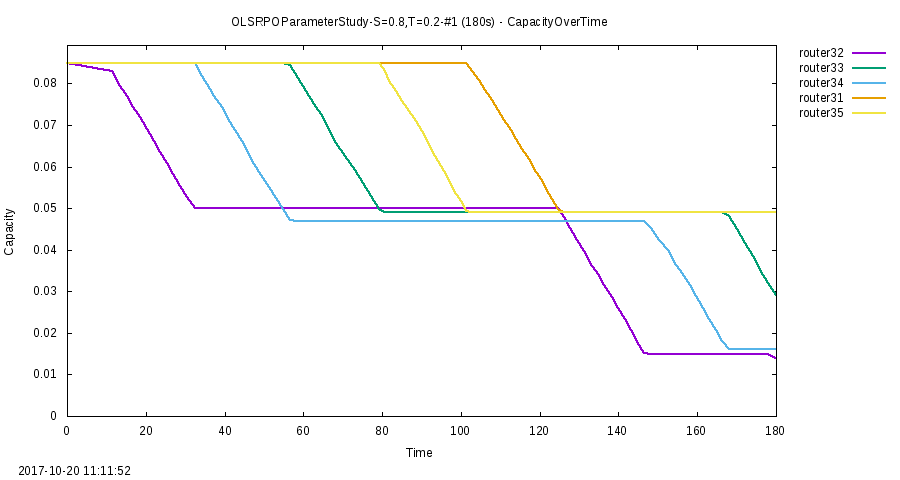 OLSRPOParameterStudy-S=0.8,T=0.2-#1 (180s) - CapacityOverTime
router32
router33
router34
router31
router35
0.08
0.07
0.06
0.05
0.04
0.03
0.02
0.01
0
Capacity
0 20 40 60 80 100 120 140 160 180
Time
2017-10-20 11:11:52